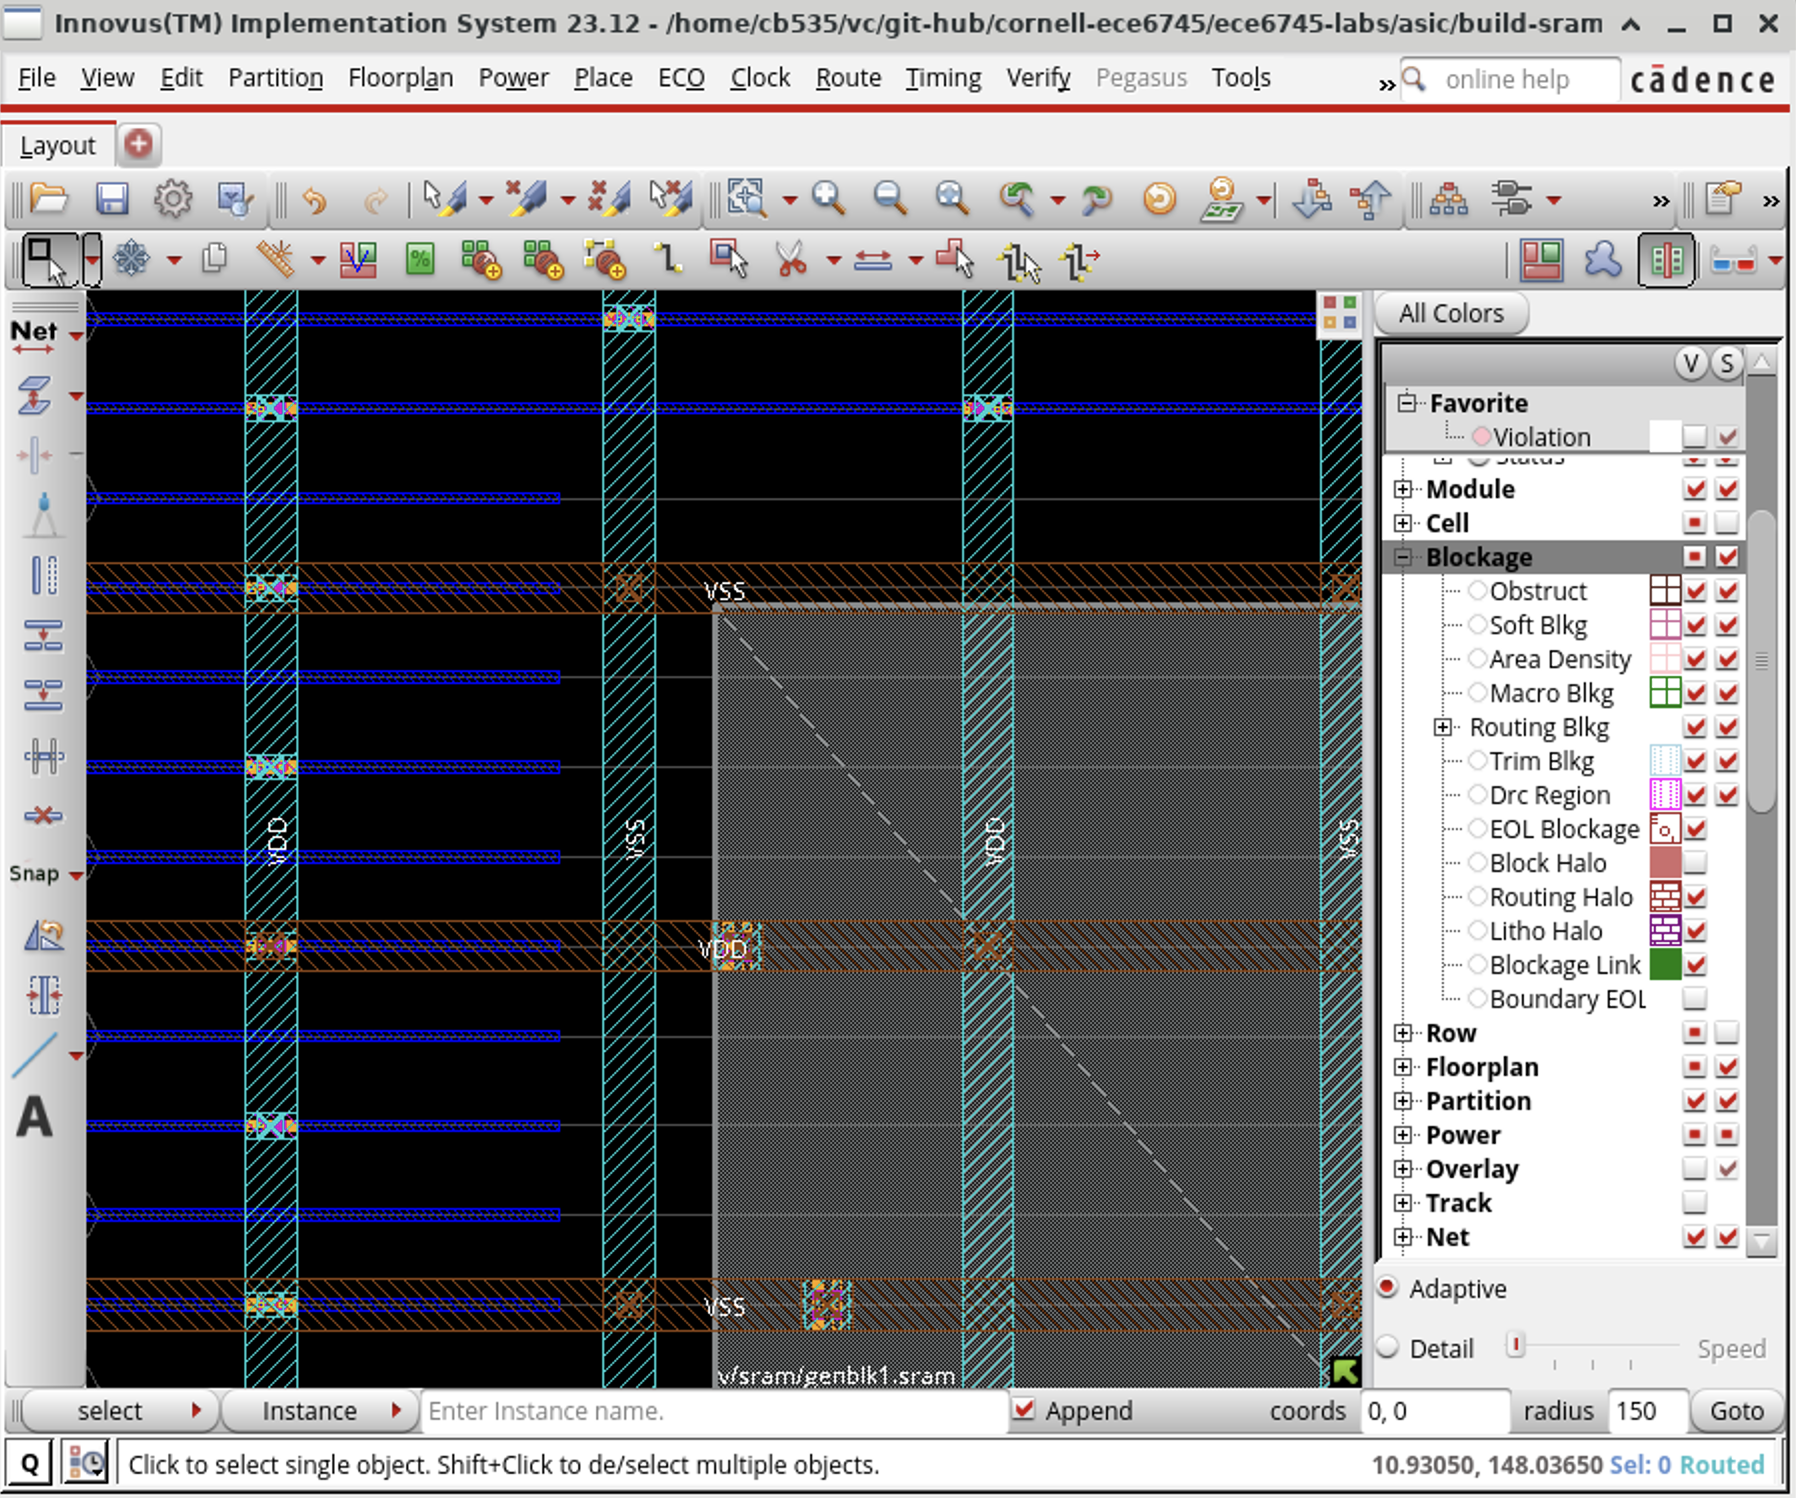 Innovus(TM) Implementation System 23.12 - /home/cb535/vc/git-hub/cornell-ece6745/ece6745-labs/asic/build-sram
File View Edit Partition Floorplan Power Place ECO Clock Route Timing Verify Pegasus Tools » online help cādence
Layout
» »
Net
Snap
A
VSS
VDD
VSS
VDD
VSS
VDD
VSS
v/sram/genblk1.sram
All Colors
V S
Favorite
Violation
Status
Module
Cell
Blockage
Obstruct
Soft Blkg
Area Density
Macro Blkg
Routing Blkg
Trim Blkg
Drc Region
EOL Blockage
Block Halo
Routing Halo
Litho Halo
Blockage Link
Boundary EOL
Row
Floorplan
Partition
Power
Overlay
Track
Net
Adaptive
Detail Speed
select Instance Enter Instance name. Append coords 0, 0 radius 150 Goto
Q Click to select single object. Shift+Click to de/select multiple objects. 10.93050, 148.03650 Sel: 0 Routed